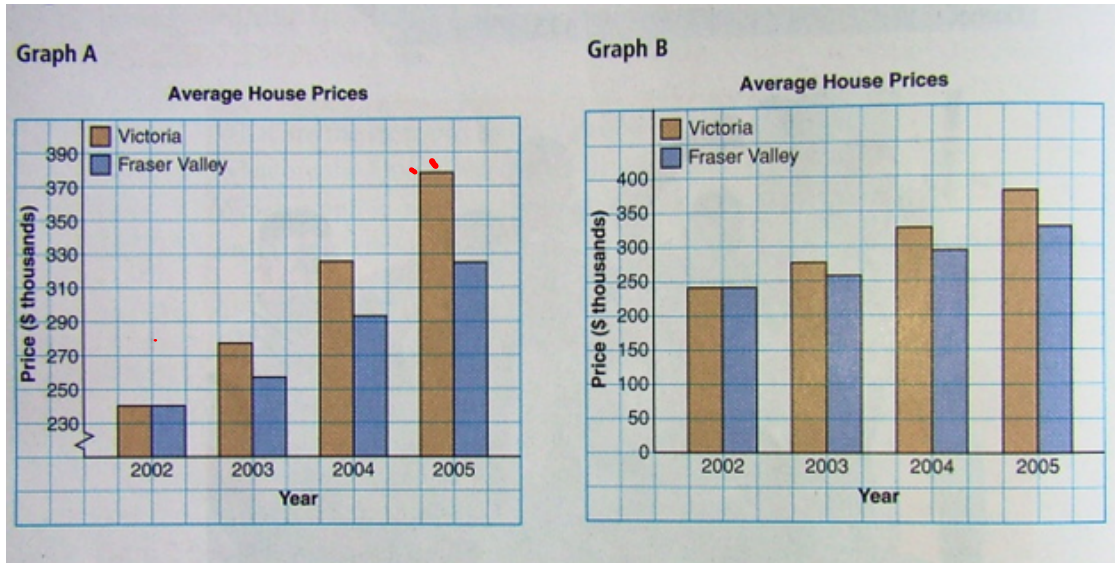 Graph A
Average House Prices
Victoria
Fraser Valley
Price ($ thousands)
390
370
350
330
310
290
270
250
230
2002 2003 2004 2005
Year
Graph B
Average House Prices
Victoria
Fraser Valley
Price ($ thousands)
400
350
300
250
200
150
100
50
0
2002 2003 2004 2005
Year